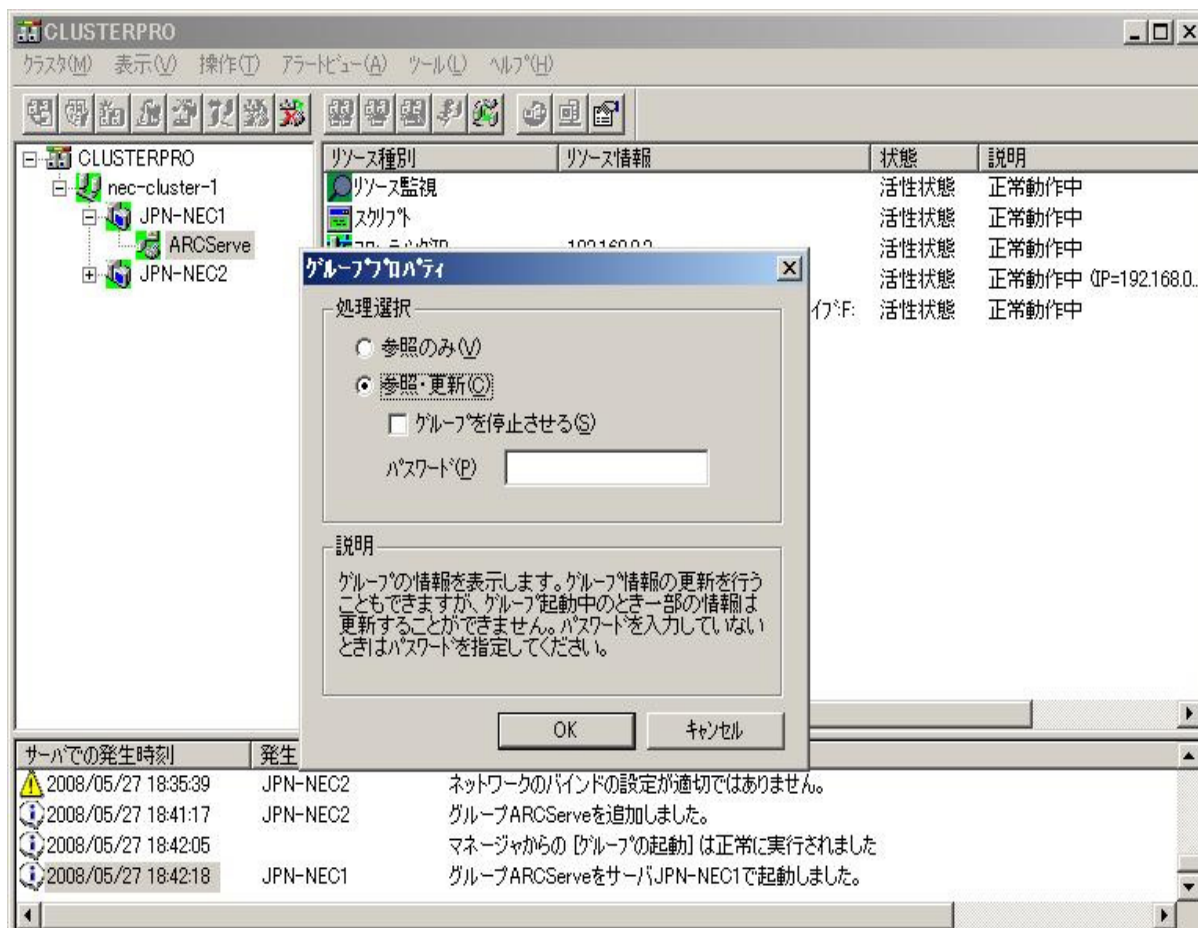 CLUSTERPRO
クラスタ(M) 表示(V) 操作(T) アラートビュー(A) ツール(L) ヘルプ(H)
CLUSTERPRO
nec-cluster-1
JPN-NEC1
ARCServe
JPN-NEC2
リソース種別 リソース情報 状態 説明
リソース監視 活性状態 正常動作中
スクリプト 活性状態 正常動作中
活性状態 正常動作中
活性状態 正常動作中 (IP=192.168.0...
イブ:F: 活性状態 正常動作中
グループプロパティ
処理選択
参照のみ(V)
参照・更新(C)
グループを停止させる(S)
パスワード(P)
説明
グループの情報を表示します。グループ情報の更新を行う
こともできますが、グループ起動中のとき一部の情報は
更新することができません。パスワードを入力していない
ときはパスワードを指定してください。
OK キャンセル
サーバでの発生時刻 発生
2008/05/27 18:35:39 JPN-NEC2 ネットワークのバインドの設定が適切ではありません。
2008/05/27 18:41:17 JPN-NEC2 グループARCServeを追加しました。
2008/05/27 18:42:05 マネージャからの [グループの起動] は正常に実行されました
2008/05/27 18:42:18 JPN-NEC1 グループARCServeをサーバJPN-NEC1で起動しました。